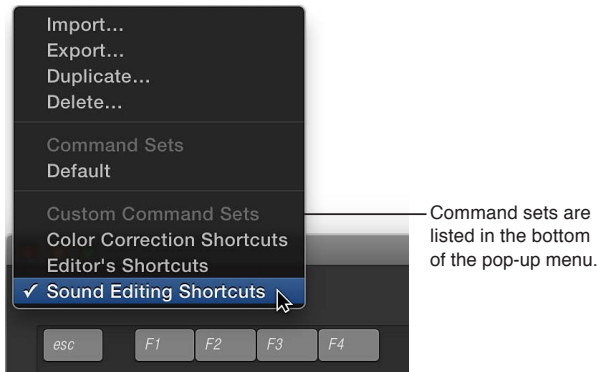 Import…
Export…
Duplicate…
Delete…
Command Sets
Default
Custom Command Sets
Color Correction Shortcuts
Editor's Shortcuts
✓ Sound Editing Shortcuts
Command sets are
listed in the bottom
of the pop-up menu.
esc F1 F2 F3 F4